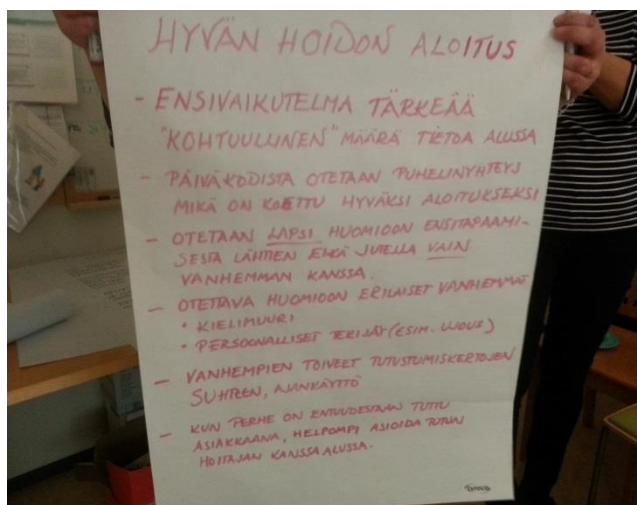 HYVÄN HOIDON ALOITUS
- ENSIVAIKUTELMA TÄRKEÄÄ
"KOHTUULLINEN" MÄÄRÄ TIETOA ALUSSA
- PÄIVÄKODISTA OTETAAN PUHELINYHTEYS
MIKÄ ON KOETTU HYVÄKSI ALOITUKSEKSI
- OTETAAN LAPSI HUOMIOON ENSITAPAAMI-
SESTA LÄHTIEN EIKÄ JUTELLA VAIN
VANHEMMAN KANSSA.
- OTETTAVA HUOMIOON ERILAISET VANHEMMAT
• KIELIMUURI
• PERSOONALLISET TEKIJÄT (ESIM. UJOUS)
- VANHEMPIEN TOIVEET TUTUSTUMISKERTOJEN
SUHTEEN, AJANKÄYTTÖ
- KUN PERHE ON ENTUUDESTAAN TUTTU
ASIAKKAANA, HELPOMPI ASIOIDA TUTUN
HOITAJAN KANSSA ALUSSA.